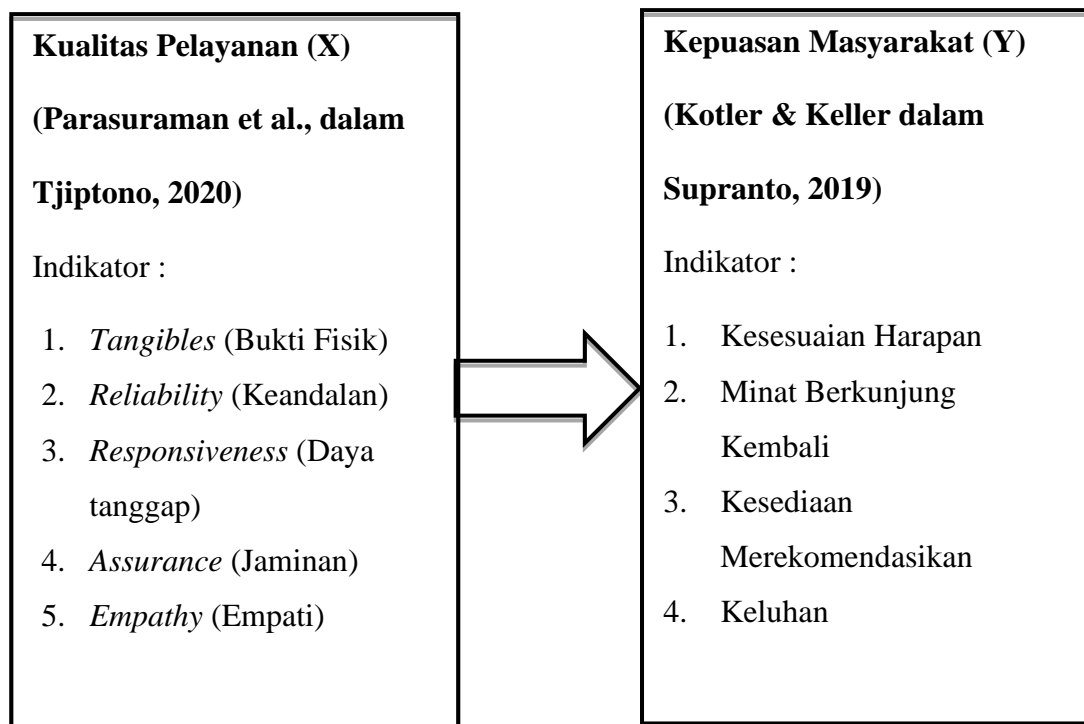 Kualitas Pelayanan (X)
(Parasuraman et al., dalam
Tjiptono, 2020)
Indikator :
1. Tangibles (Bukti Fisik)
2. Reliability (Keandalan)
3. Responsiveness (Daya
tanggap)
4. Assurance (Jaminan)
5. Empathy (Empati)
Kepuasan Masyarakat (Y)
(Kotler & Keller dalam
Supranto, 2019)
Indikator :
1. Kesesuaian Harapan
2. Minat Berkunjung
Kembali
3. Kesediaan
Merekomendasikan
4. Keluhan